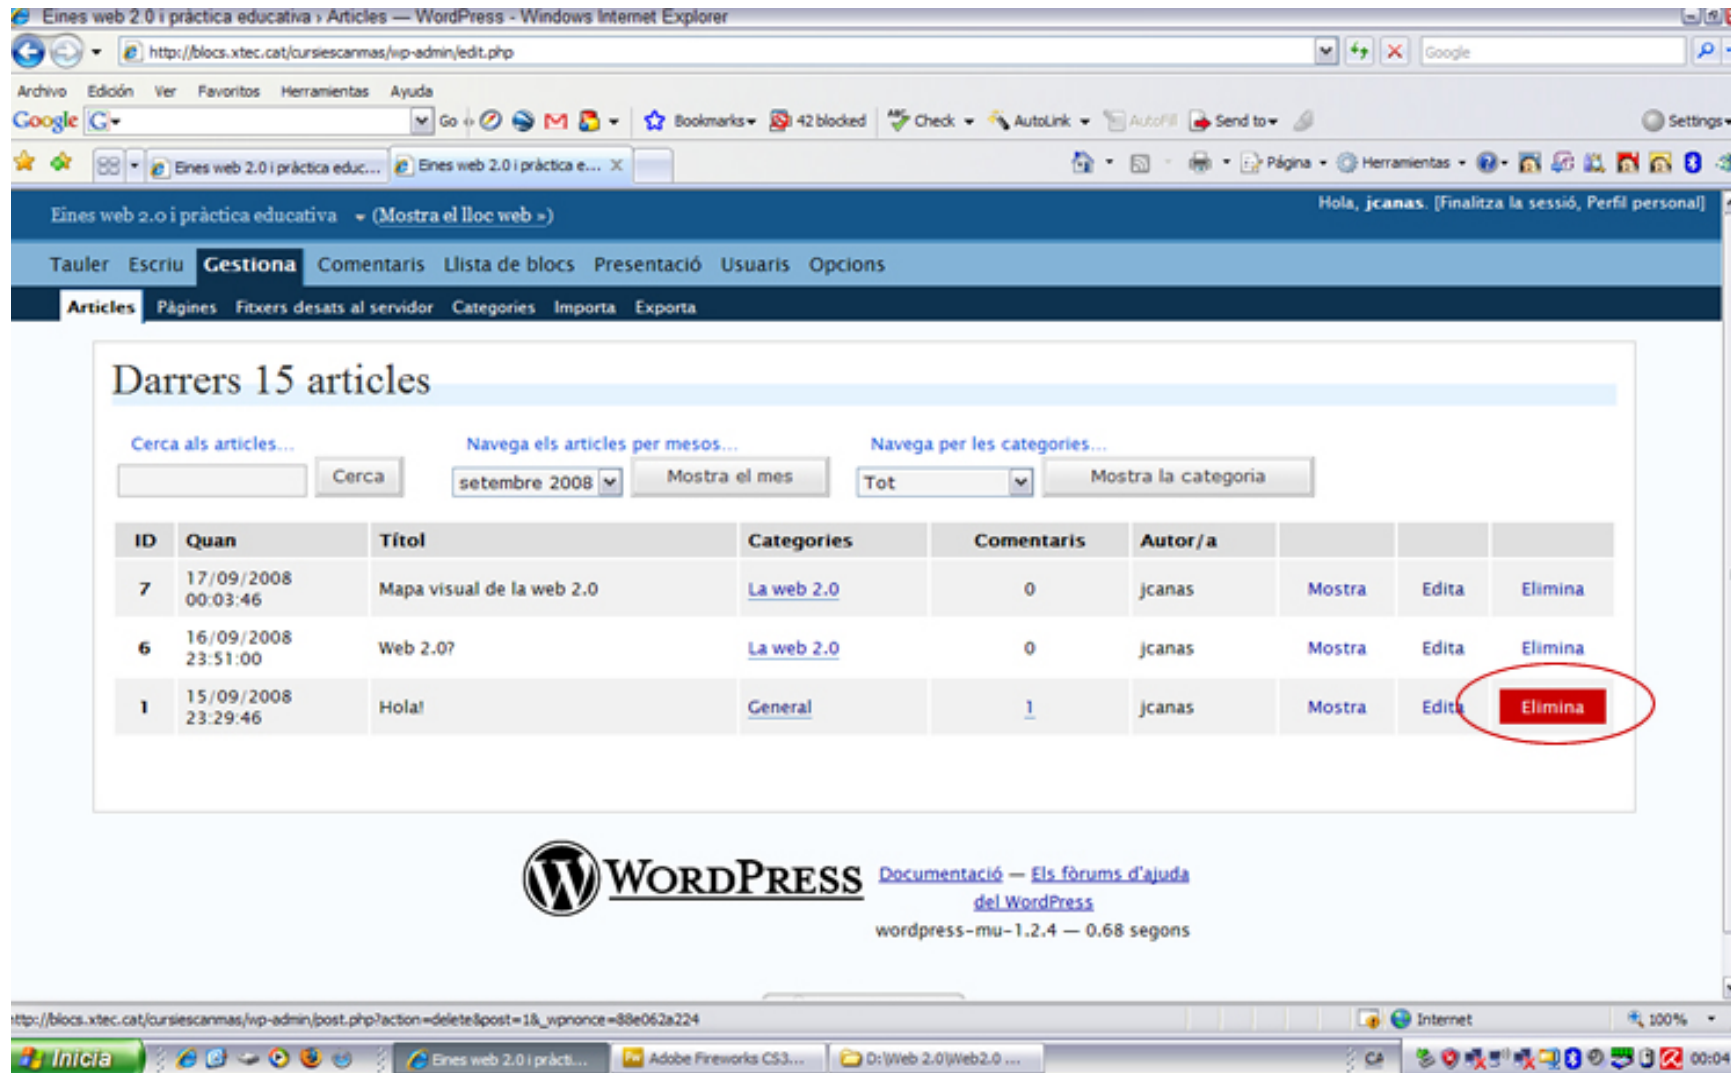 Eines web 2.0 i pràctica educativa › Articles — WordPress - Windows Internet Explorer
http://blocs.xtec.cat/cursiescanmas/wp-admin/edit.php
Google
Archivo Edición Ver Favoritos Herramientas Ayuda
Google G Go Bookmarks 42 blocked Check AutoLink AutoFill Send to Settings
Eines web 2.0 i pràctica educ... Eines web 2.0 i pràctica e... Página Herramientas
Eines web 2.0 i pràctica educativa (Mostra el lloc web »)
Hola, jcanas. [Finalitza la sessió, Perfil personal]
Tauler Escriu Gestiona Comentaris Llista de blocs Presentació Usuaris Opcions
Articles Pàgines Fitxers desats al servidor Categories Importa Exporta
Darrers 15 articles
Cerca als articles... Navega els articles per mesos... Navega per les categories...
Cerca setembre 2008 Mostra el mes Tot Mostra la categoria
ID Quan Títol Categories Comentaris Autor/a
7 17/09/2008 00:03:46 Mapa visual de la web 2.0 La web 2.0 0 jcanas Mostra Edita Elimina
6 16/09/2008 23:51:00 Web 2.0? La web 2.0 0 jcanas Mostra Edita Elimina
1 15/09/2008 23:29:46 Hola! General 1 jcanas Mostra Edita Elimina
WORDPRESS
Documentació — Els fòrums d'ajuda
del WordPress
wordpress-mu-1.2.4 — 0.68 segons
ttp://blocs.xtec.cat/cursiescanmas/wp-admin/post.php?action=delete&post=1&_wpnonce=88e062a224
Internet 100%
Inicia Eines web 2.0 i pràcti... Adobe Fireworks CS3... D:\Web 2.0\Web2.0 ... CA 00:04